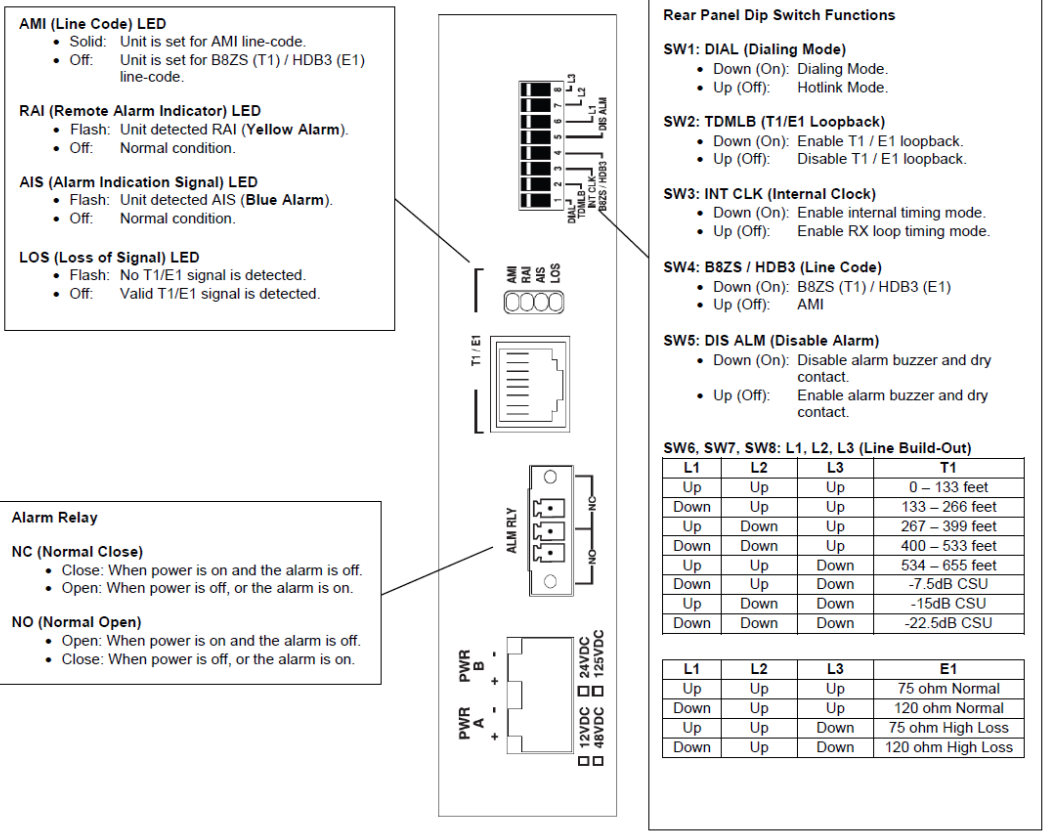 AMI (Line Code) LED
• Solid: Unit is set for AMI line-code.
• Off: Unit is set for B8ZS (T1) / HDB3 (E1)
line-code.
RAI (Remote Alarm Indicator) LED
• Flash: Unit detected RAI (Yellow Alarm).
• Off: Normal condition.
AIS (Alarm Indication Signal) LED
• Flash: Unit detected AIS (Blue Alarm).
• Off: Normal condition.
LOS (Loss of Signal) LED
• Flash: No T1/E1 signal is detected.
• Off: Valid T1/E1 signal is detected.
Alarm Relay
NC (Normal Close)
• Close: When power is on and the alarm is off.
• Open: When power is off, or the alarm is on.
NO (Normal Open)
• Open: When power is on and the alarm is off.
• Close: When power is off, or the alarm is on.
1 2 3 4 5 6 7 8
DIAL
TDMLB
INT CLK
B8ZS / HDB3
DIS ALM
L1
L2
L3
AMI
RAI
AIS
LOS
T1 / E1
ALM RLY
NC
NO
PWR
B
+ -
PWR
A
+ -
24VDC
125VDC
12VDC
48VDC
Rear Panel Dip Switch Functions
SW1: DIAL (Dialing Mode)
• Down (On): Dialing Mode.
• Up (Off): Hotlink Mode.
SW2: TDMLB (T1/E1 Loopback)
• Down (On): Enable T1 / E1 loopback.
• Up (Off): Disable T1 / E1 loopback.
SW3: INT CLK (Internal Clock)
• Down (On): Enable internal timing mode.
• Up (Off): Enable RX loop timing mode.
SW4: B8ZS / HDB3 (Line Code)
• Down (On): B8ZS (T1) / HDB3 (E1)
• Up (Off): AMI
SW5: DIS ALM (Disable Alarm)
• Down (On): Disable alarm buzzer and dry
contact.
• Up (Off): Enable alarm buzzer and dry
contact.
SW6, SW7, SW8: L1, L2, L3 (Line Build-Out)
L1 L2 L3 T1
Up Up Up 0 – 133 feet
Down Up Up 133 – 266 feet
Up Down Up 267 – 399 feet
Down Down Up 400 – 533 feet
Up Up Down 534 – 655 feet
Down Up Down -7.5dB CSU
Up Down Down -15dB CSU
Down Down Down -22.5dB CSU
L1 L2 L3 E1
Up Up Up 75 ohm Normal
Down Up Up 120 ohm Normal
Up Up Down 75 ohm High Loss
Down Up Down 120 ohm High Loss